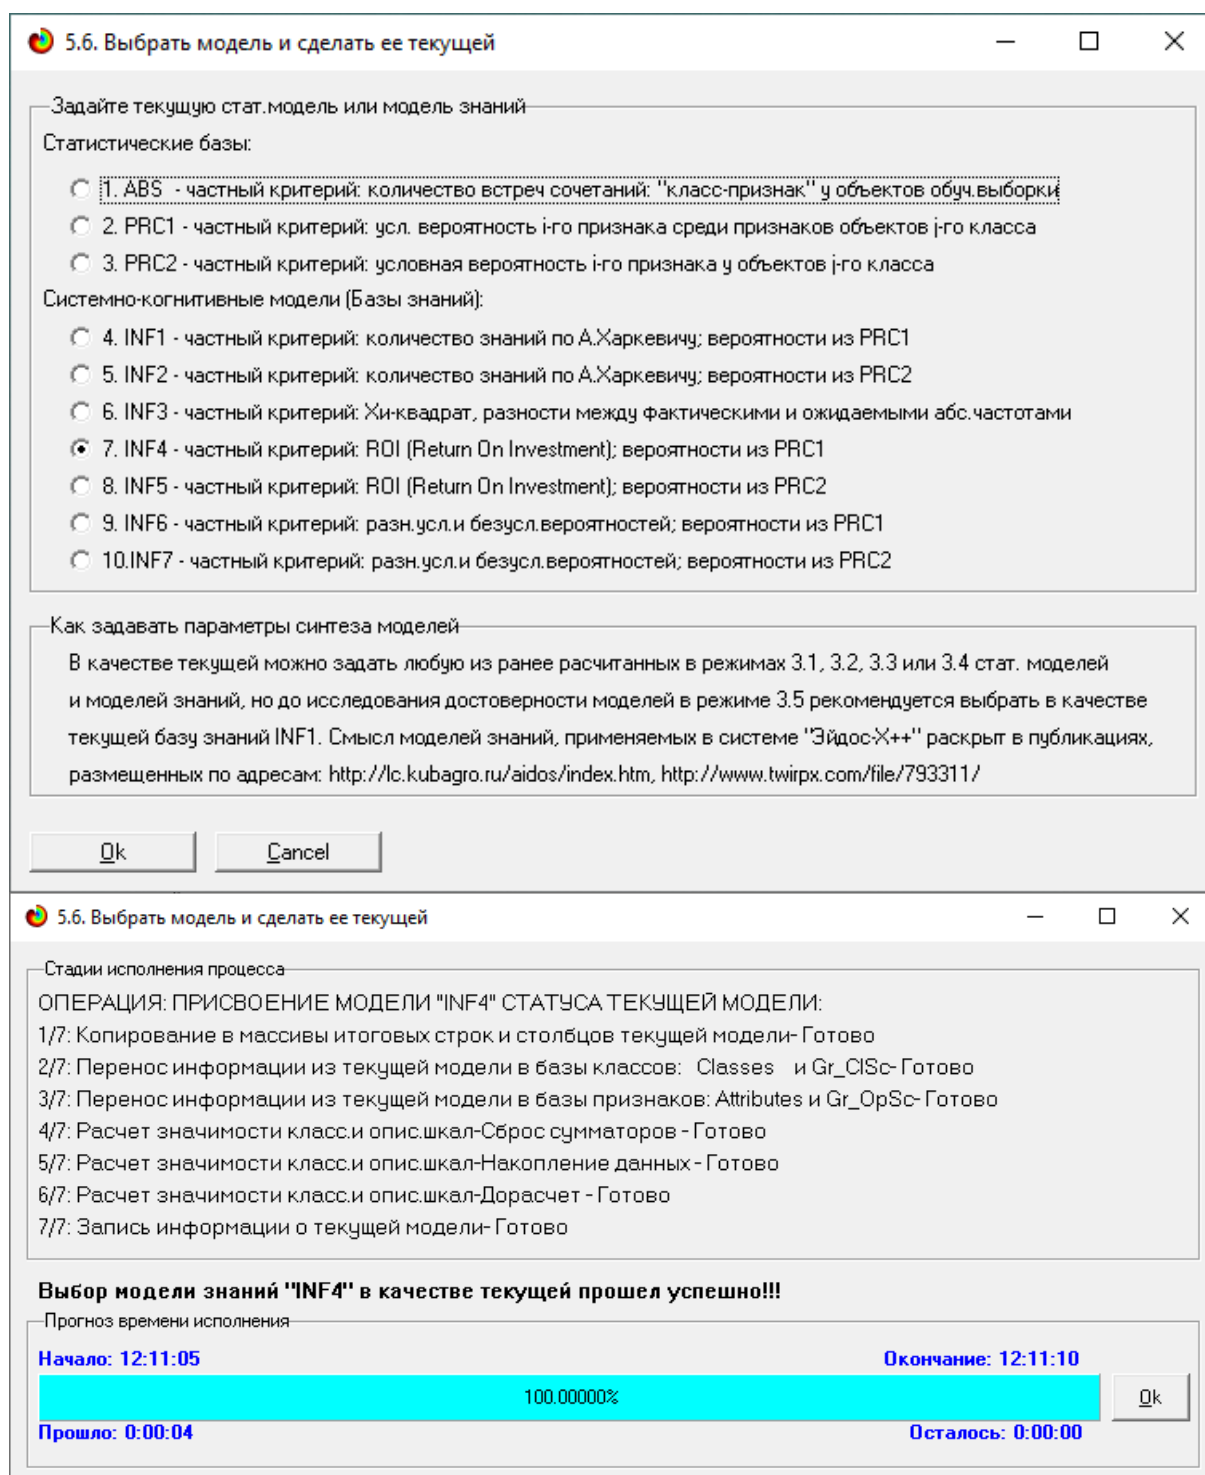 5.6. Выбрать модель и сделать ее текущей
Задайте текущую стат.модель или модель знаний
Статистические базы:
1. ABS - частный критерий: количество встреч сочетаний: "класс-признак" у объектов обуч.выборки
2. PRC1 - частный критерий: усл. вероятность i-го признака среди признаков объектов j-го класса
3. PRC2 - частный критерий: условная вероятность i-го признака у объектов j-го класса
Системно-когнитивные модели (Базы знаний):
4. INF1 - частный критерий: количество знаний по А.Харкевичу; вероятности из PRC1
5. INF2 - частный критерий: количество знаний по А.Харкевичу; вероятности из PRC2
6. INF3 - частный критерий: Хи-квадрат, разности между фактическими и ожидаемыми абс.частотами
7. INF4 - частный критерий: ROI (Return On Investment); вероятности из PRC1
8. INF5 - частный критерий: ROI (Return On Investment); вероятности из PRC2
9. INF6 - частный критерий: разн.усл.и безусл.вероятностей; вероятности из PRC1
10.INF7 - частный критерий: разн.усл.и безусл.вероятностей; вероятности из PRC2
Как задавать параметры синтеза моделей
В качестве текущей можно задать любую из ранее расчитанных в режимах 3.1, 3.2, 3.3 или 3.4 стат. моделей
и моделей знаний, но до исследования достоверности моделей в режиме 3.5 рекомендуется выбрать в качестве
текущей базу знаний INF1. Смысл моделей знаний, применяемых в системе "Эйдос-X++" раскрыт в публикациях,
размещенных по адресам: http://lc.kubagro.ru/aidos/index.htm, http://www.twirpx.com/file/793311/
Ok Cancel
5.6. Выбрать модель и сделать ее текущей
Стадии исполнения процесса
ОПЕРАЦИЯ: ПРИСВОЕНИЕ МОДЕЛИ "INF4" СТАТУСА ТЕКУЩЕЙ МОДЕЛИ:
1/7: Копирование в массивы итоговых строк и столбцов текущей модели- Готово
2/7: Перенос информации из текущей модели в базы классов: Classes и Gr_ClSc- Готово
3/7: Перенос информации из текущей модели в базы признаков: Attributes и Gr_OpSc- Готово
4/7: Расчет значимости класс.и опис.шкал-Сброс сумматоров - Готово
5/7: Расчет значимости класс.и опис.шкал-Накопление данных - Готово
6/7: Расчет значимости класс.и опис.шкал-Дорасчет - Готово
7/7: Запись информации о текущей модели- Готово
Выбор модели знаний "INF4" в качестве текущей прошел успешно!!!
Прогноз времени исполнения
Начало: 12:11:05 Окончание: 12:11:10
100.00000% Ok
Прошло: 0:00:04 Осталось: 0:00:00